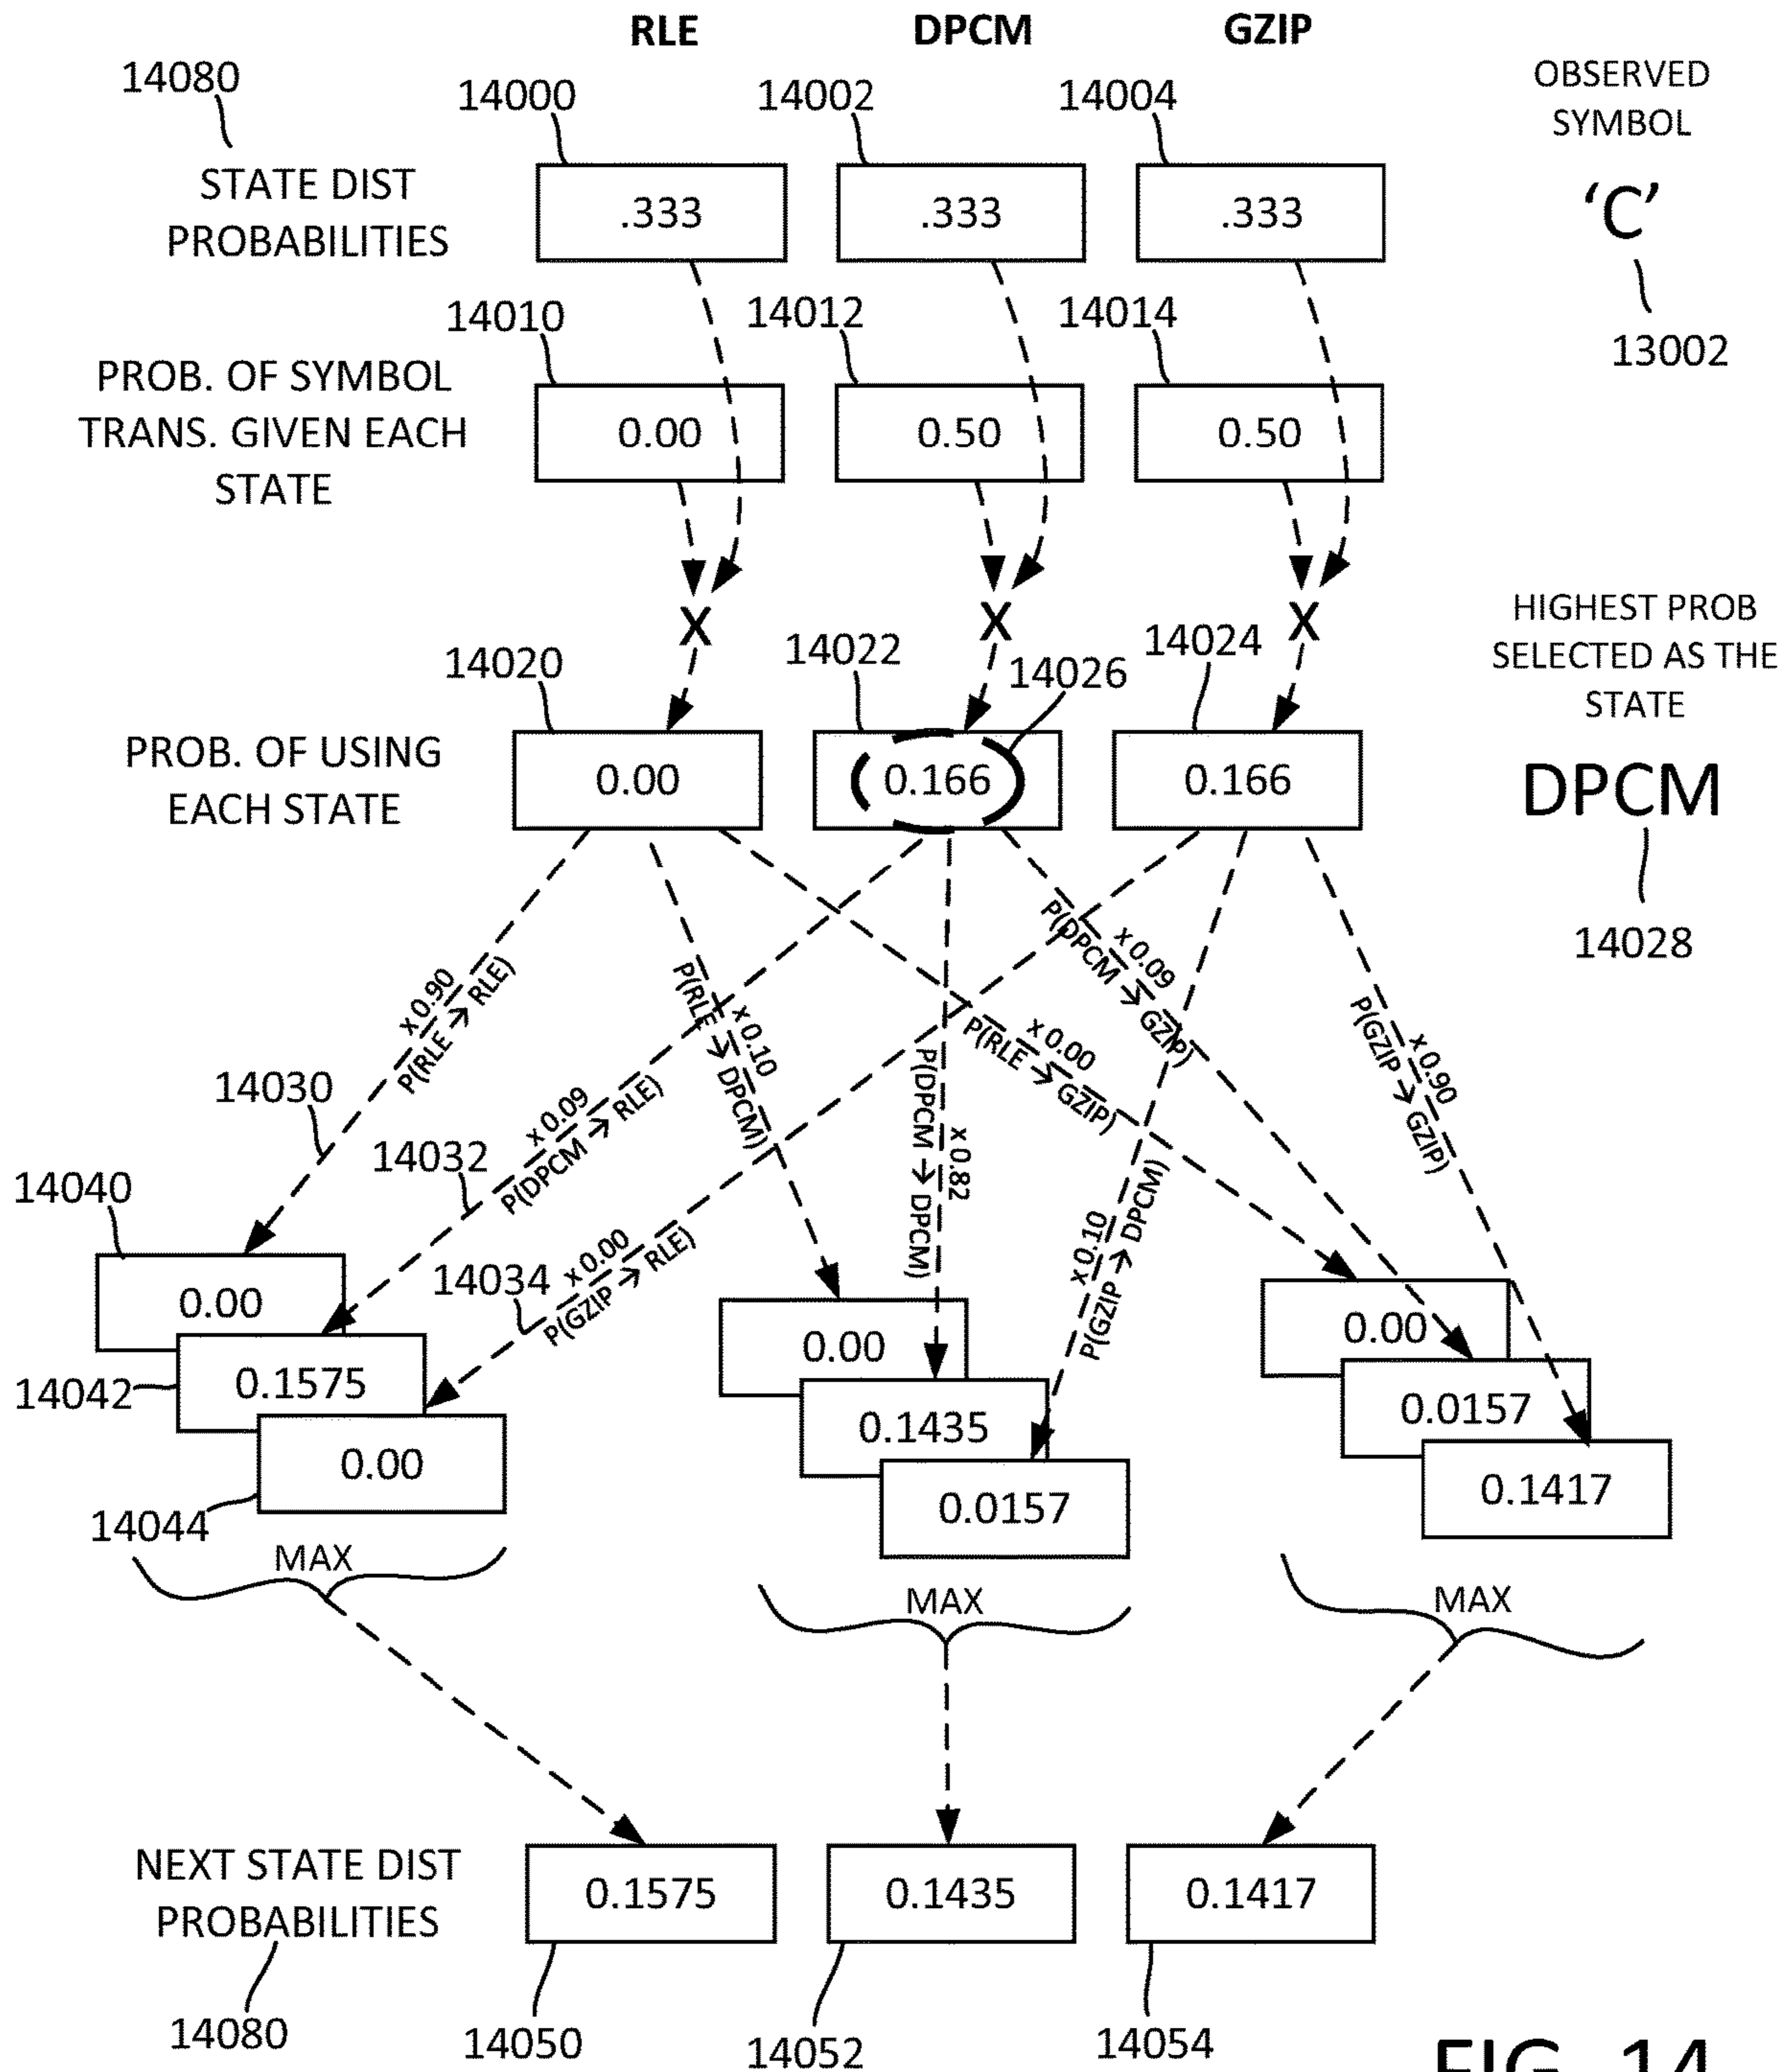 RLE DPCM GZIP
14080 14000 14002 14004 OBSERVED
SYMBOL
STATE DIST
PROBABILITIES
.333 .333 .333 ‘C’
14010 14012 14014 13002
PROB. OF SYMBOL
TRANS. GIVEN EACH
STATE
0.00 0.50 0.50
X X X
HIGHEST PROB
SELECTED AS THE
STATE
14020 14022 14026 14024
PROB. OF USING
EACH STATE
0.00 0.166 0.166 DPCM
14028
x 0.90
P(RLE → RLE)
x 0.09
P(DPCM → RLE)
x 0.00
P(GZIP → RLE)
x 0.10
P(RLE → DPCM)
x 0.82
P(DPCM → DPCM)
x 0.10
P(GZIP → DPCM)
x 0.00
P(RLE → GZIP)
x 0.09
P(DPCM → GZIP)
x 0.90
P(GZIP → GZIP)
14030
14032
14034
14040
0.00
14042 0.1575
0.00
14044
0.00
0.1435
0.0157
0.00
0.0157
0.1417
MAX MAX MAX
NEXT STATE DIST
PROBABILITIES
0.1575 0.1435 0.1417
14080 14050 14052 14054
FIG. 14